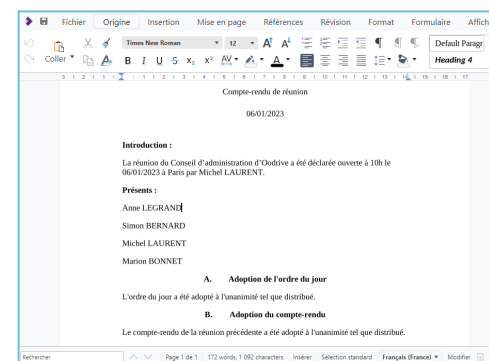 Fichier Origine Insertion Mise en page Références Révision Format Formulaire Affich
Coller Times New Roman 12 Default Paragr
Heading 4
Compte-rendu de réunion
06/01/2023
Introduction :
La réunion du Conseil d'administration d'Oodrive a été déclarée ouverte à 10h le
06/01/2023 à Paris par Michel LAURENT.
Présents :
Anne LEGRAND
Simon BERNARD
Michel LAURENT
Marion BONNET
A. Adoption de l'ordre du jour
L'ordre du jour a été adopté à l'unanimité tel que distribué.
B. Adoption du compte-rendu
Le compte-rendu de la réunion précédente a été adopté à l'unanimité tel que distribué.
Rechercher Page 1 de 1 172 words, 1 092 characters Insérer Sélection standard Français (France) Modifier